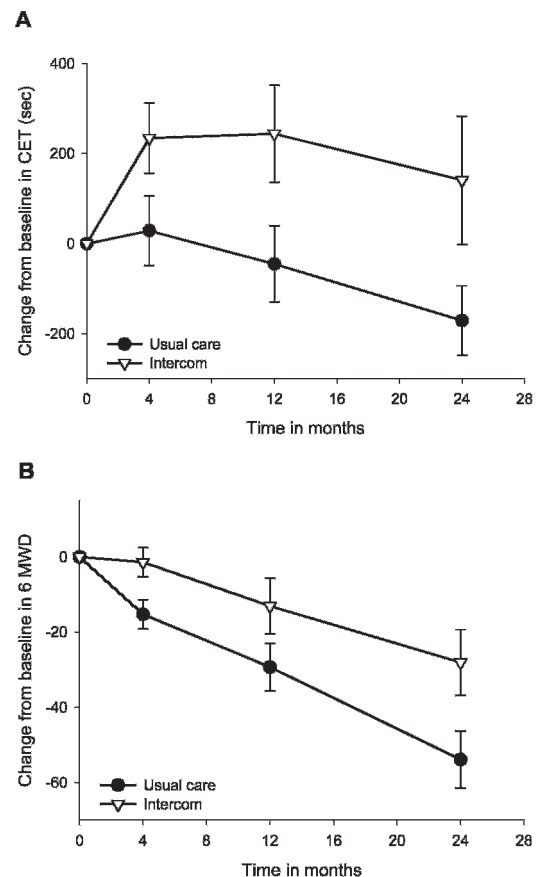 A
Change from baseline in CET (sec)
400
200
0
-200
Usual care
Intercom
0 4 8 12 16 20 24 28
Time in months
B
Change from baseline in 6 MWD
0
-20
-40
-60
Usual care
Intercom
0 4 8 12 16 20 24 28
Time in months